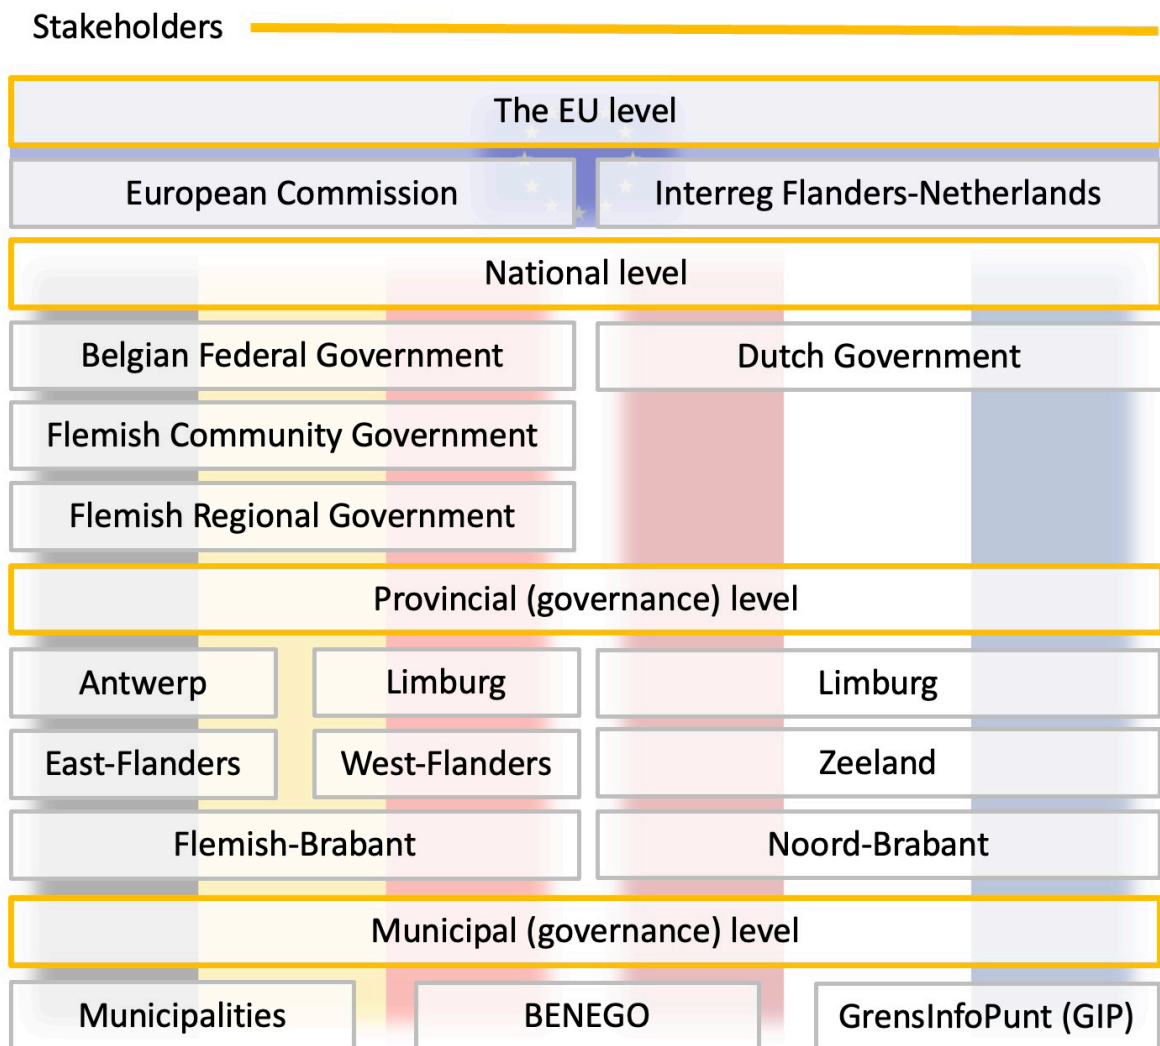 Stakeholders
The EU level
European Commission
Interreg Flanders-Netherlands
National level
Belgian Federal Government
Dutch Government
Flemish Community Government
Flemish Regional Government
Provincial (governance) level
Antwerp
Limburg
Limburg
East-Flanders
West-Flanders
Zeeland
Flemish-Brabant
Noord-Brabant
Municipal (governance) level
Municipalities
BENEGO
GrensInfoPunt (GIP)